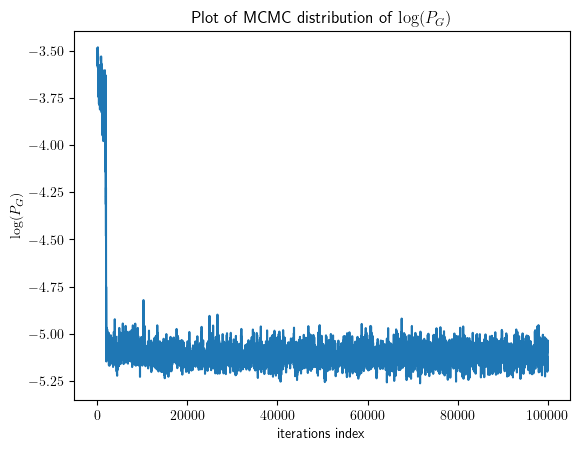 Plot of MCMC distribution of log(P_G)
−3.50
−3.75
−4.00
−4.25
−4.50
−4.75
−5.00
−5.25
log(P_G)
0 20000 40000 60000 80000 100000
iterations index